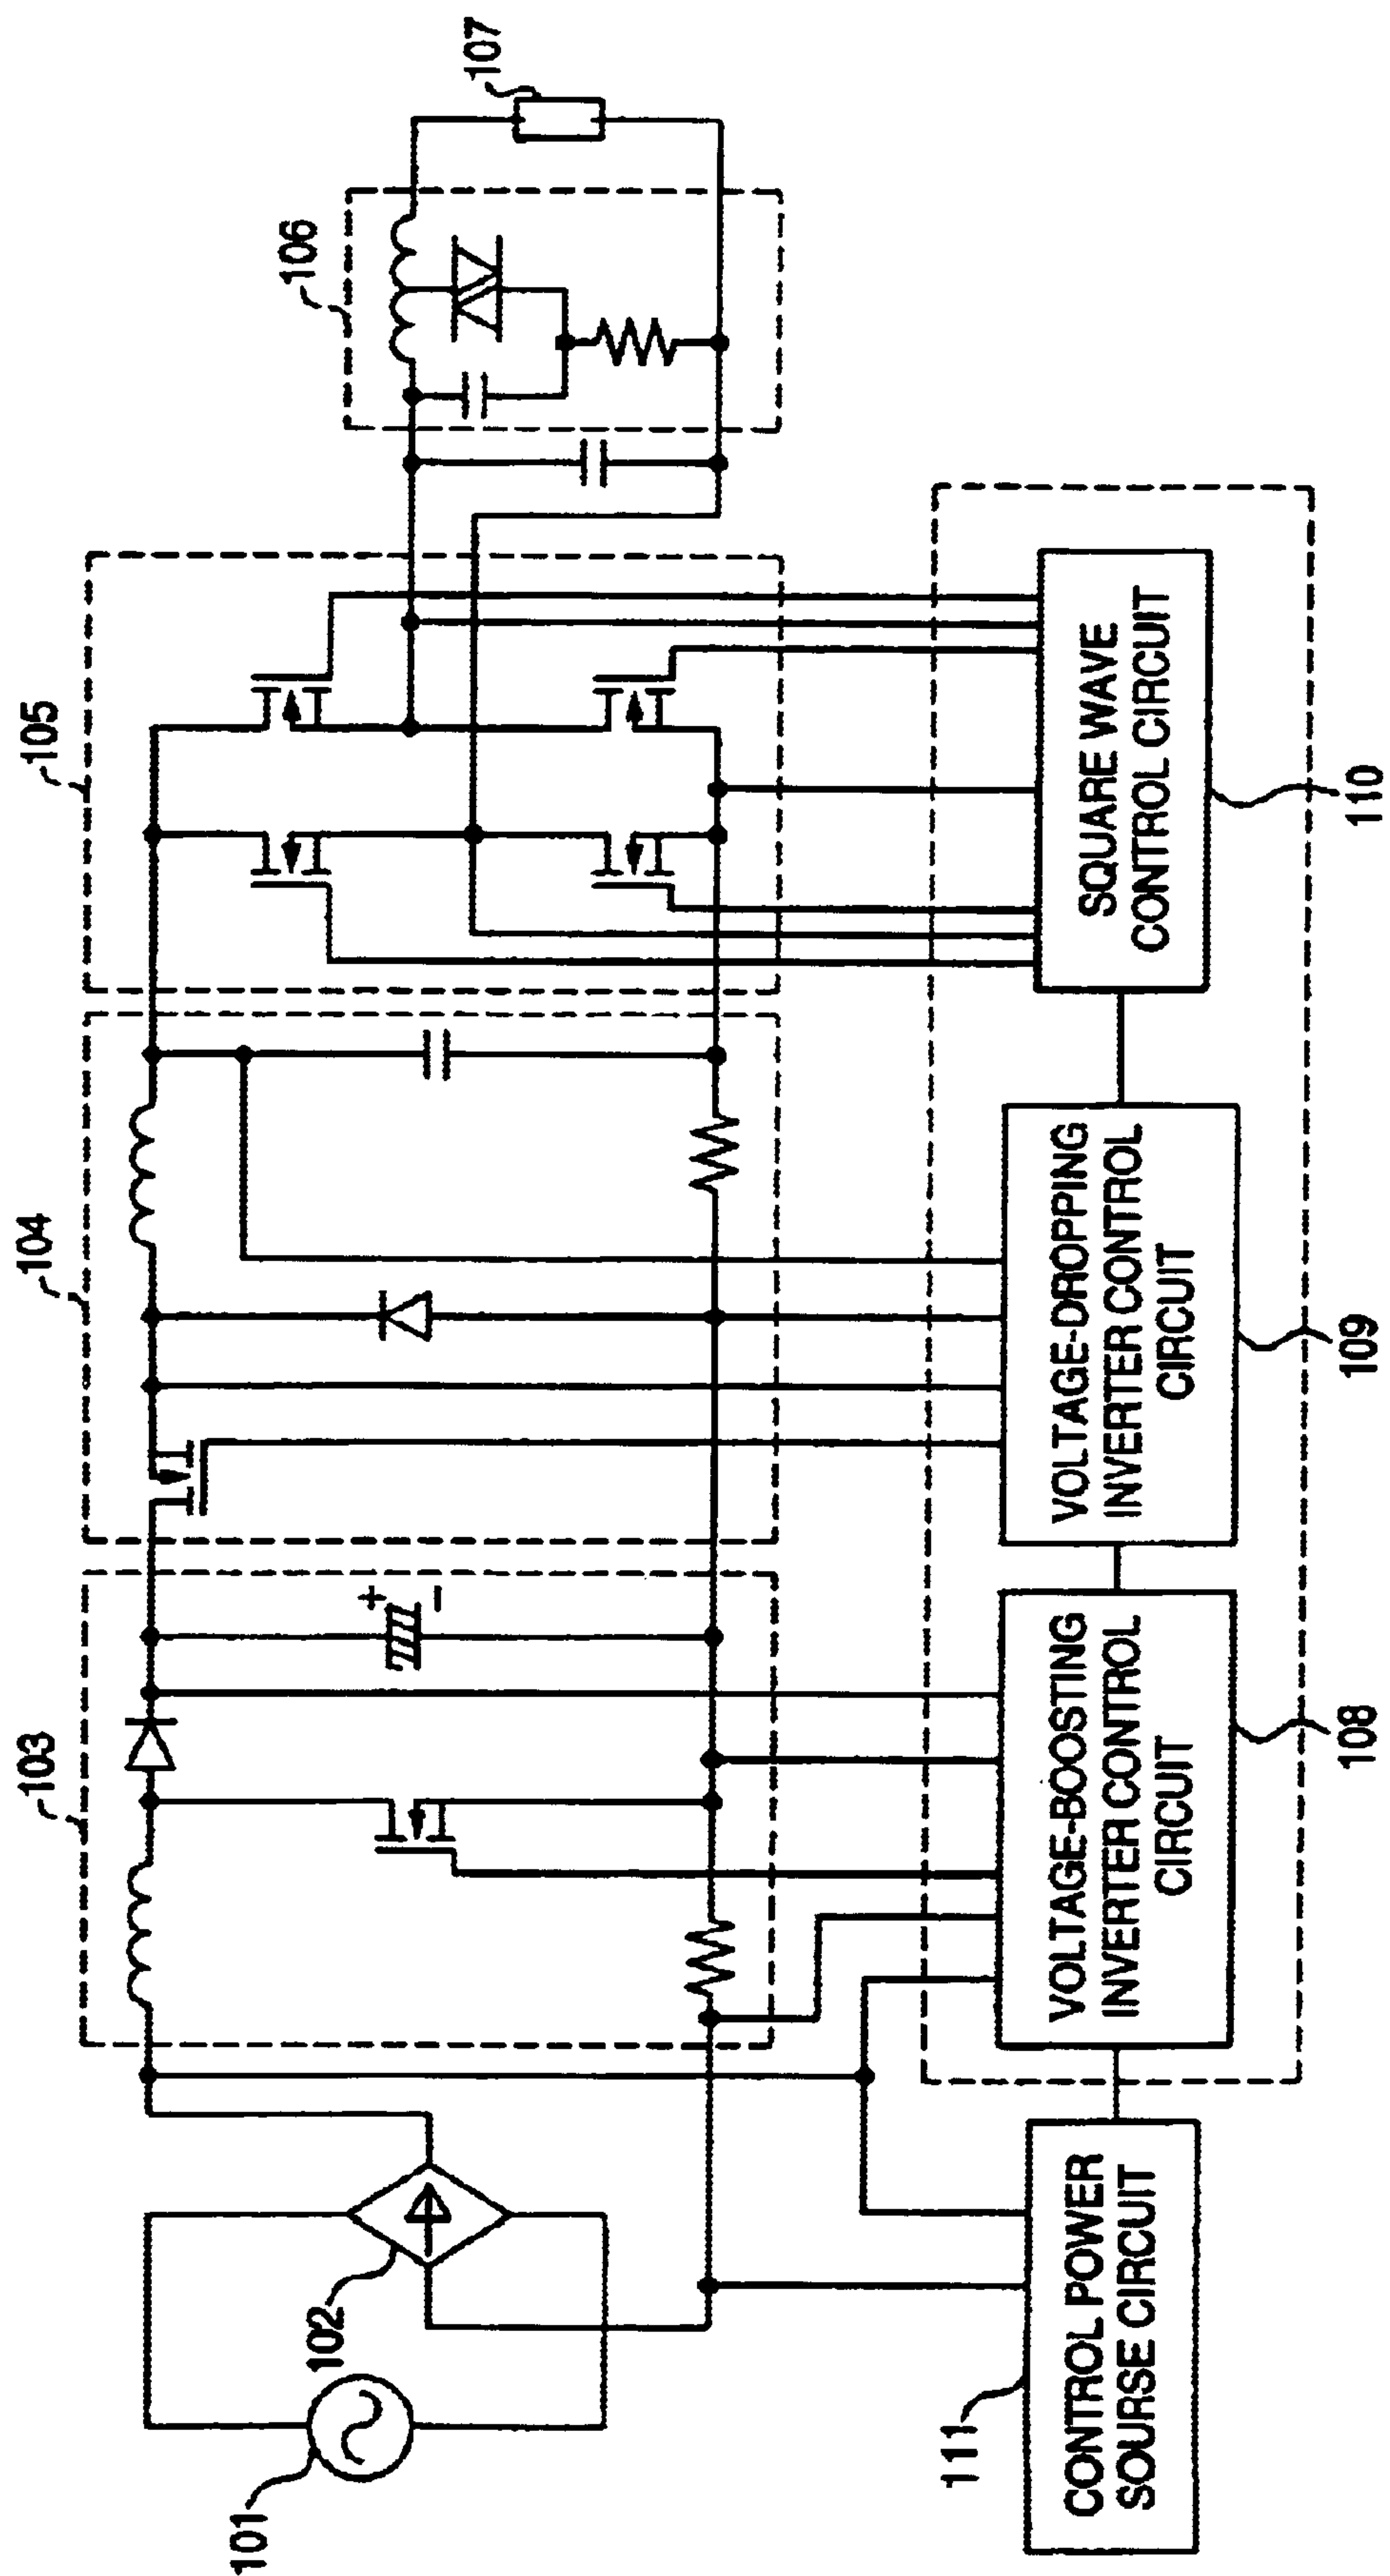 103
104
105
106
107
+
−
102
101
111
CONTROL POWER
SOURSE CIRCUIT
VOLTAGE-BOOSTING
INVERTER CONTROL
CIRCUIT
108
VOLTAGE-DROPPING
INVERTER CONTROL
CIRCUIT
109
SQUARE WAVE
CONTROL CIRCUIT
110